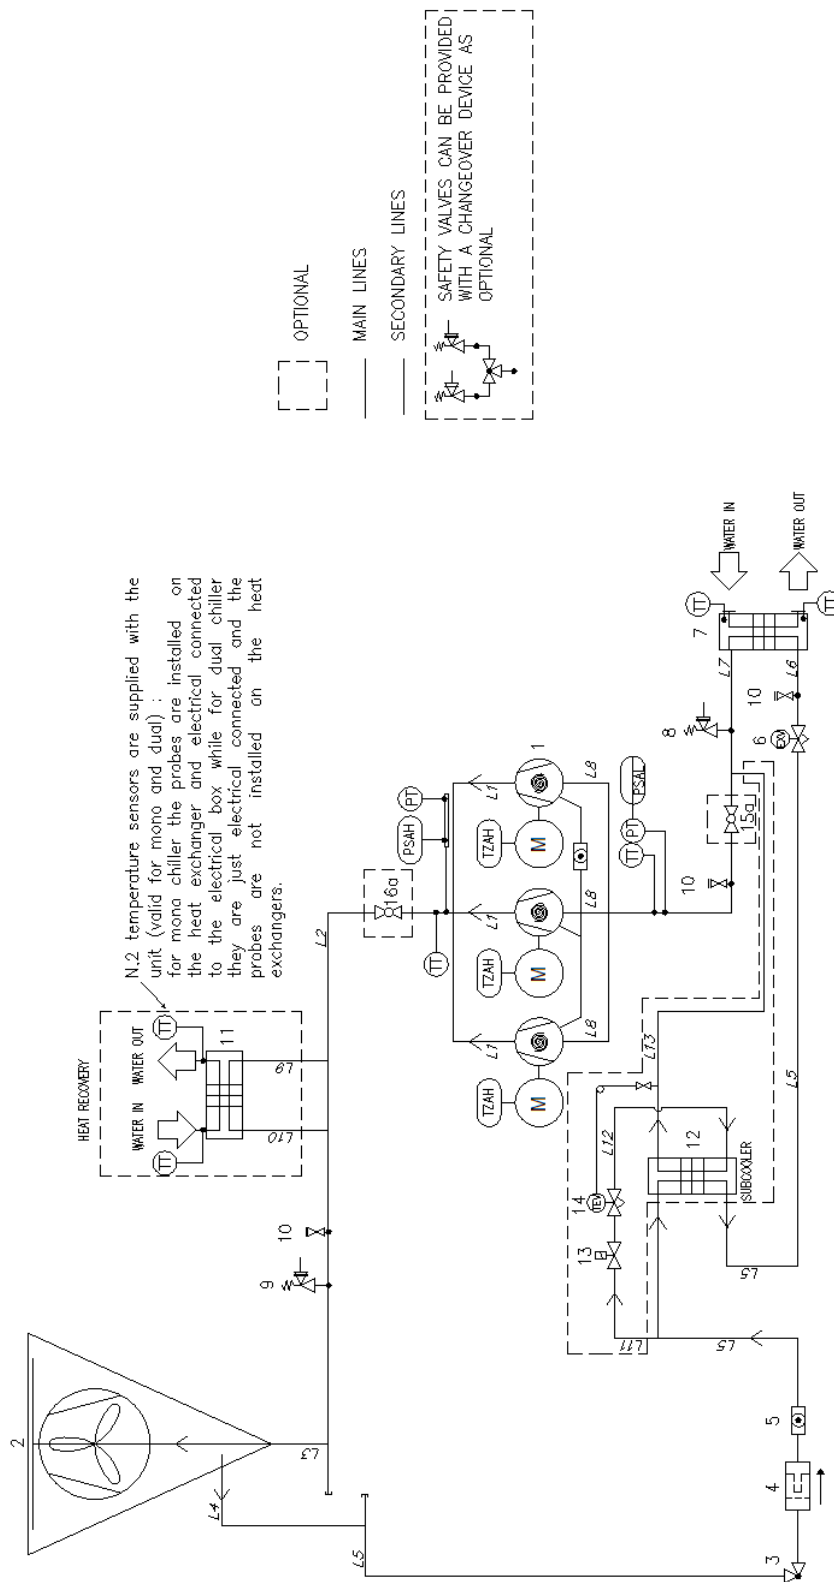 2
L3
L4
L5
9
10
HEAT RECOVERY
WATER IN
WATER OUT
TT
TT
11
L10
L9
N.2 temperature sensors are supplied with the
unit (valid for mono and dual) :
for mono chiller the probes are installed on
the heat exchanger and electrical connected
to the electrical box while for dual chiller
they are just electrical connected and the
probes are not installed on the heat
exchangers.
L2
16a
TT
PSAH
PT
L1
L1
L1
TZAH
TZAH
TZAH
M
M
M
1
L8
L8
L8
TT
PT
PSAL
10
15a
8
L7
7
TT
WATER IN
WATER OUT
TT
L6
10
6
EXV
L5
L13
L12
12
SUBCOOLER
14
TEV
13
L11
L5
L5
5
4
3
OPTIONAL
MAIN LINES
SECONDARY LINES
SAFETY VALVES CAN BE PROVIDED
WITH A CHANGEOVER DEVICE AS
OPTIONAL